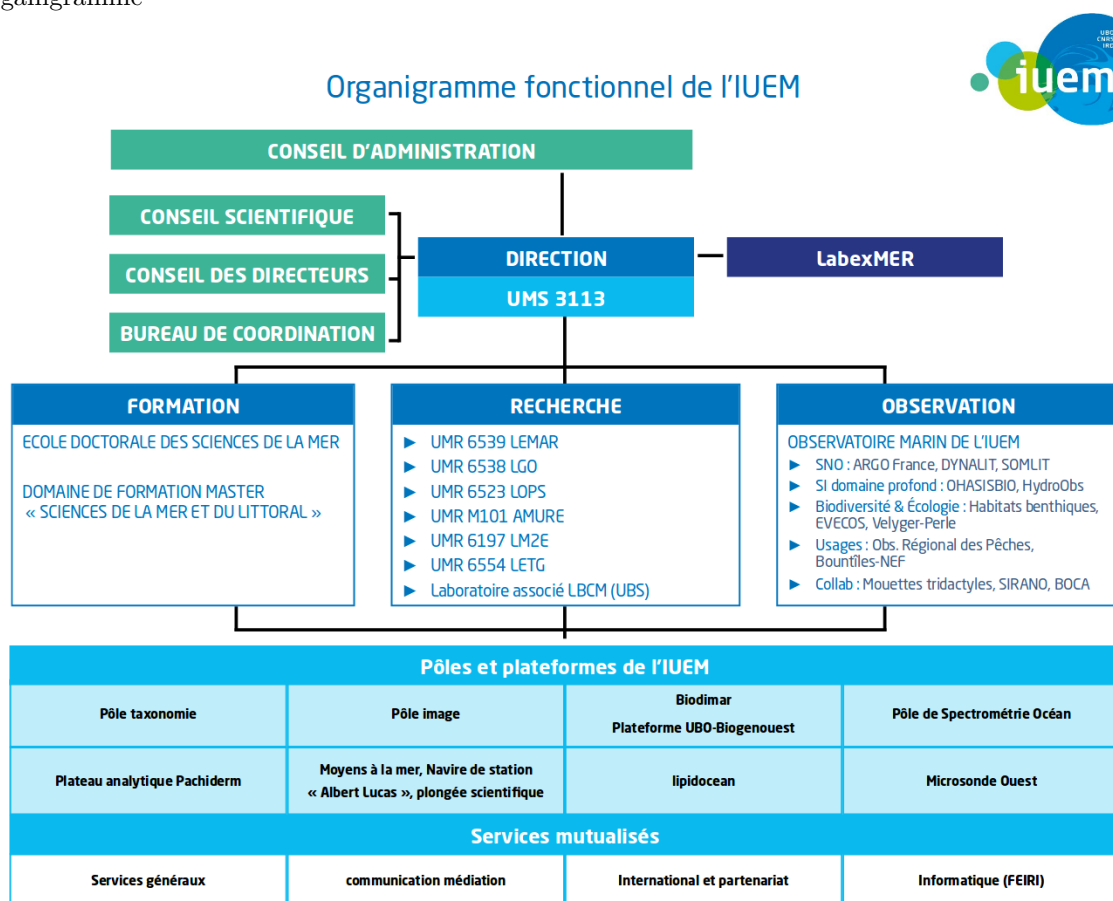 UBO
CNRS
IRD
iuem
Organigramme fonctionnel de l'IUEM
CONSEIL D'ADMINISTRATION
CONSEIL SCIENTIFIQUE
CONSEIL DES DIRECTEURS
BUREAU DE COORDINATION
DIRECTION
UMS 3113
LabexMER
FORMATION
ECOLE DOCTORALE DES SCIENCES DE LA MER
DOMAINE DE FORMATION MASTER
« SCIENCES DE LA MER ET DU LITTORAL »
RECHERCHE
► UMR 6539 LEMAR
► UMR 6538 LGO
► UMR 6523 LOPS
► UMR M101 AMURE
► UMR 6197 LM2E
► UMR 6554 LETG
► Laboratoire associé LBCM (UBS)
OBSERVATION
OBSERVATOIRE MARIN DE L'IUEM
► SNO : ARGO France, DYNALIT, SOMLIT
► SI domaine profond : OHASISBIO, HydroObs
► Biodiversité & Écologie : Habitats benthiques,
EVECOS, Velyger-Perle
► Usages : Obs. Régional des Pêches,
Bountîles-NEF
► Collab : Mouettes tridactyles, SIRANO, BOCA
Pôles et plateformes de l'IUEM
Pôle taxonomie
Pôle image
Biodimar
Plateforme UBO-Biogenouest
Pôle de Spectrométrie Océan
Plateau analytique Pachiderm
Moyens à la mer, Navire de station
« Albert Lucas », plongée scientifique
lipidocean
Microsonde Ouest
Services mutualisés
Services généraux
communication médiation
International et partenariat
Informatique (FEIRI)